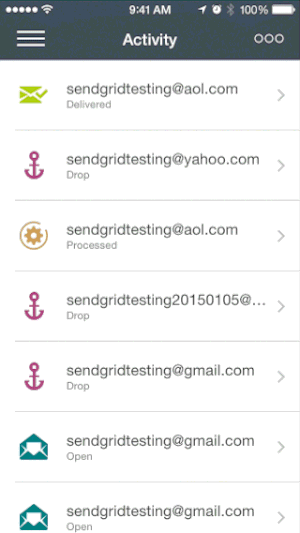 9:41 AM
100%
Activity
sendgridtesting@aol.com
Delivered
sendgridtesting@yahoo.com
Drop
sendgridtesting@aol.com
Processed
sendgridtesting20150105@...
Drop
sendgridtesting@gmail.com
Drop
sendgridtesting@gmail.com
Open
sendgridtesting@gmail.com
Open